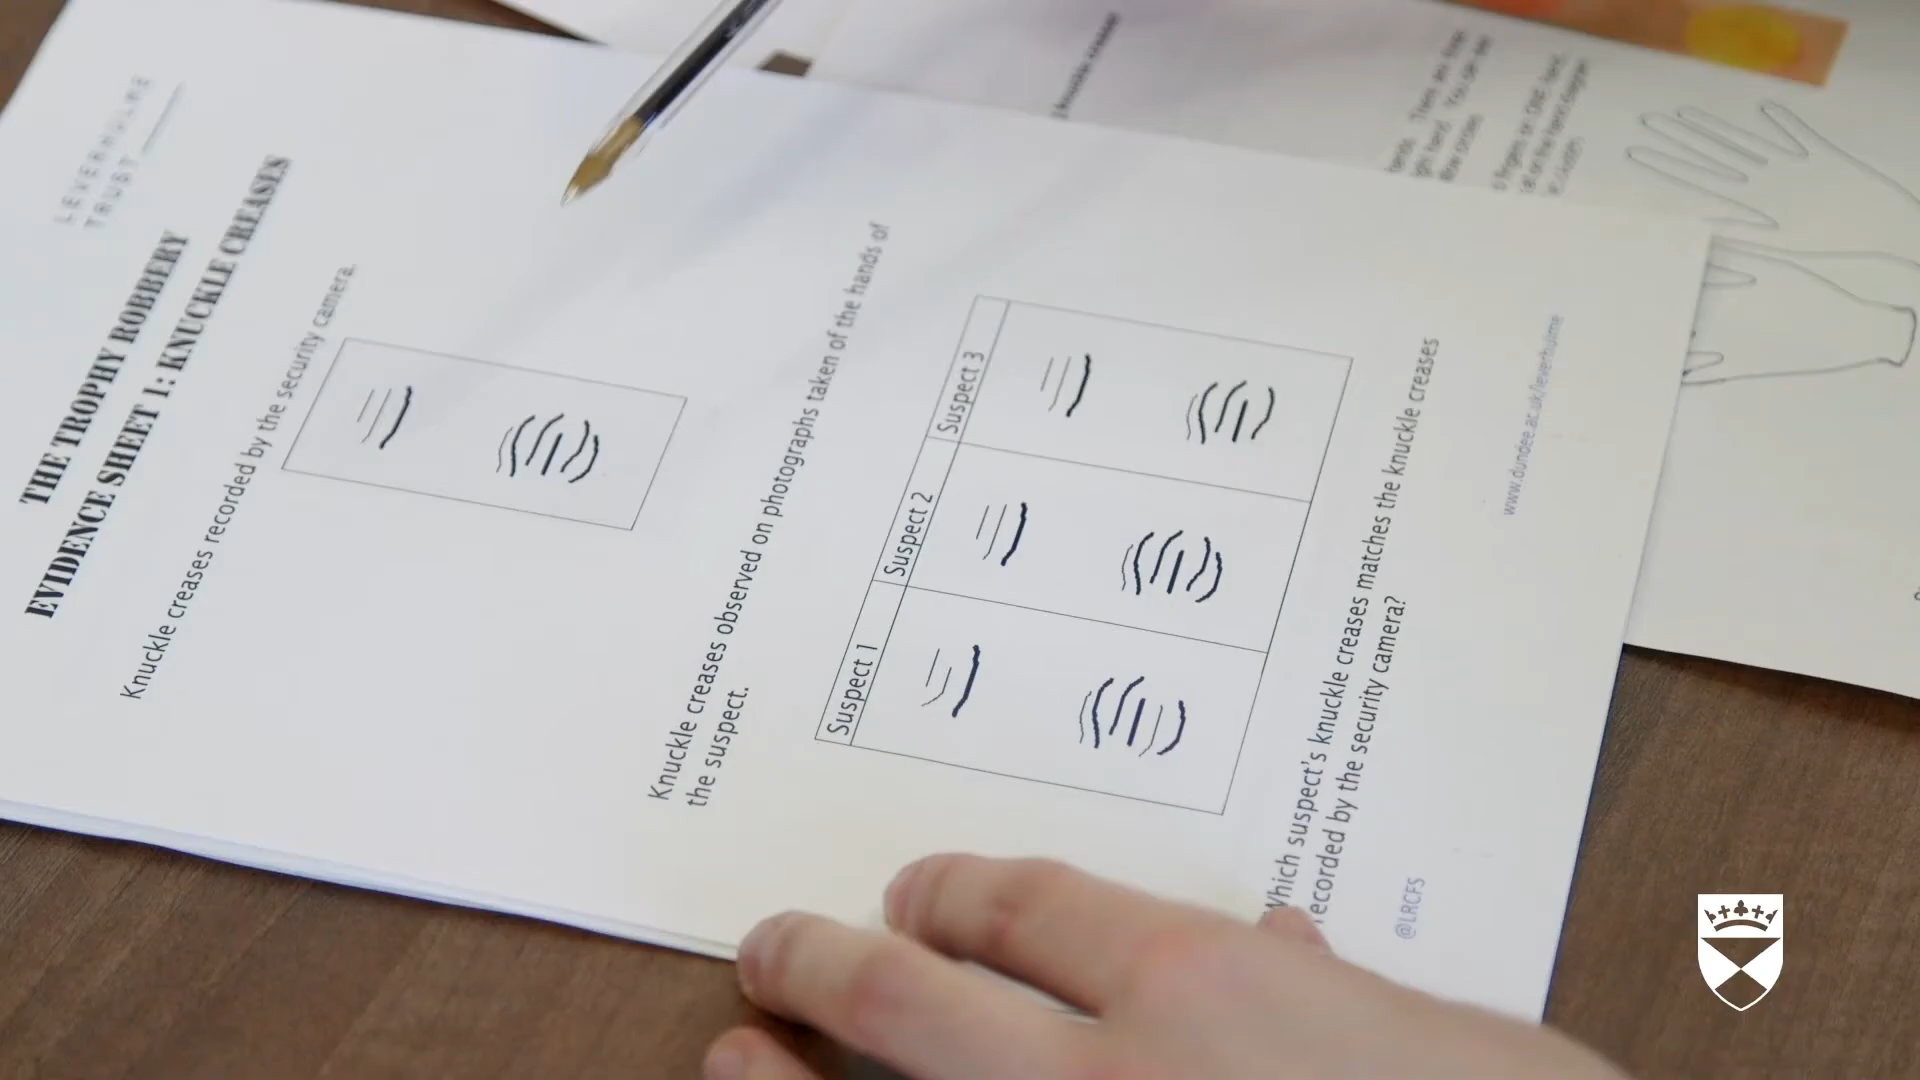 LEVERHULME
TRUST
THE TROPHY ROBBERY
EVIDENCE SHEET 1: KNUCKLE CREASES
Knuckle creases recorded by the security camera.
Knuckle creases observed on photographs taken of the hands of
the suspect.
Suspect 1
Suspect 2
Suspect 3
Which suspect's knuckle creases matches the knuckle creases
recorded by the security camera?
@LRCFS
www.dundee.ac.uk/leverhulme